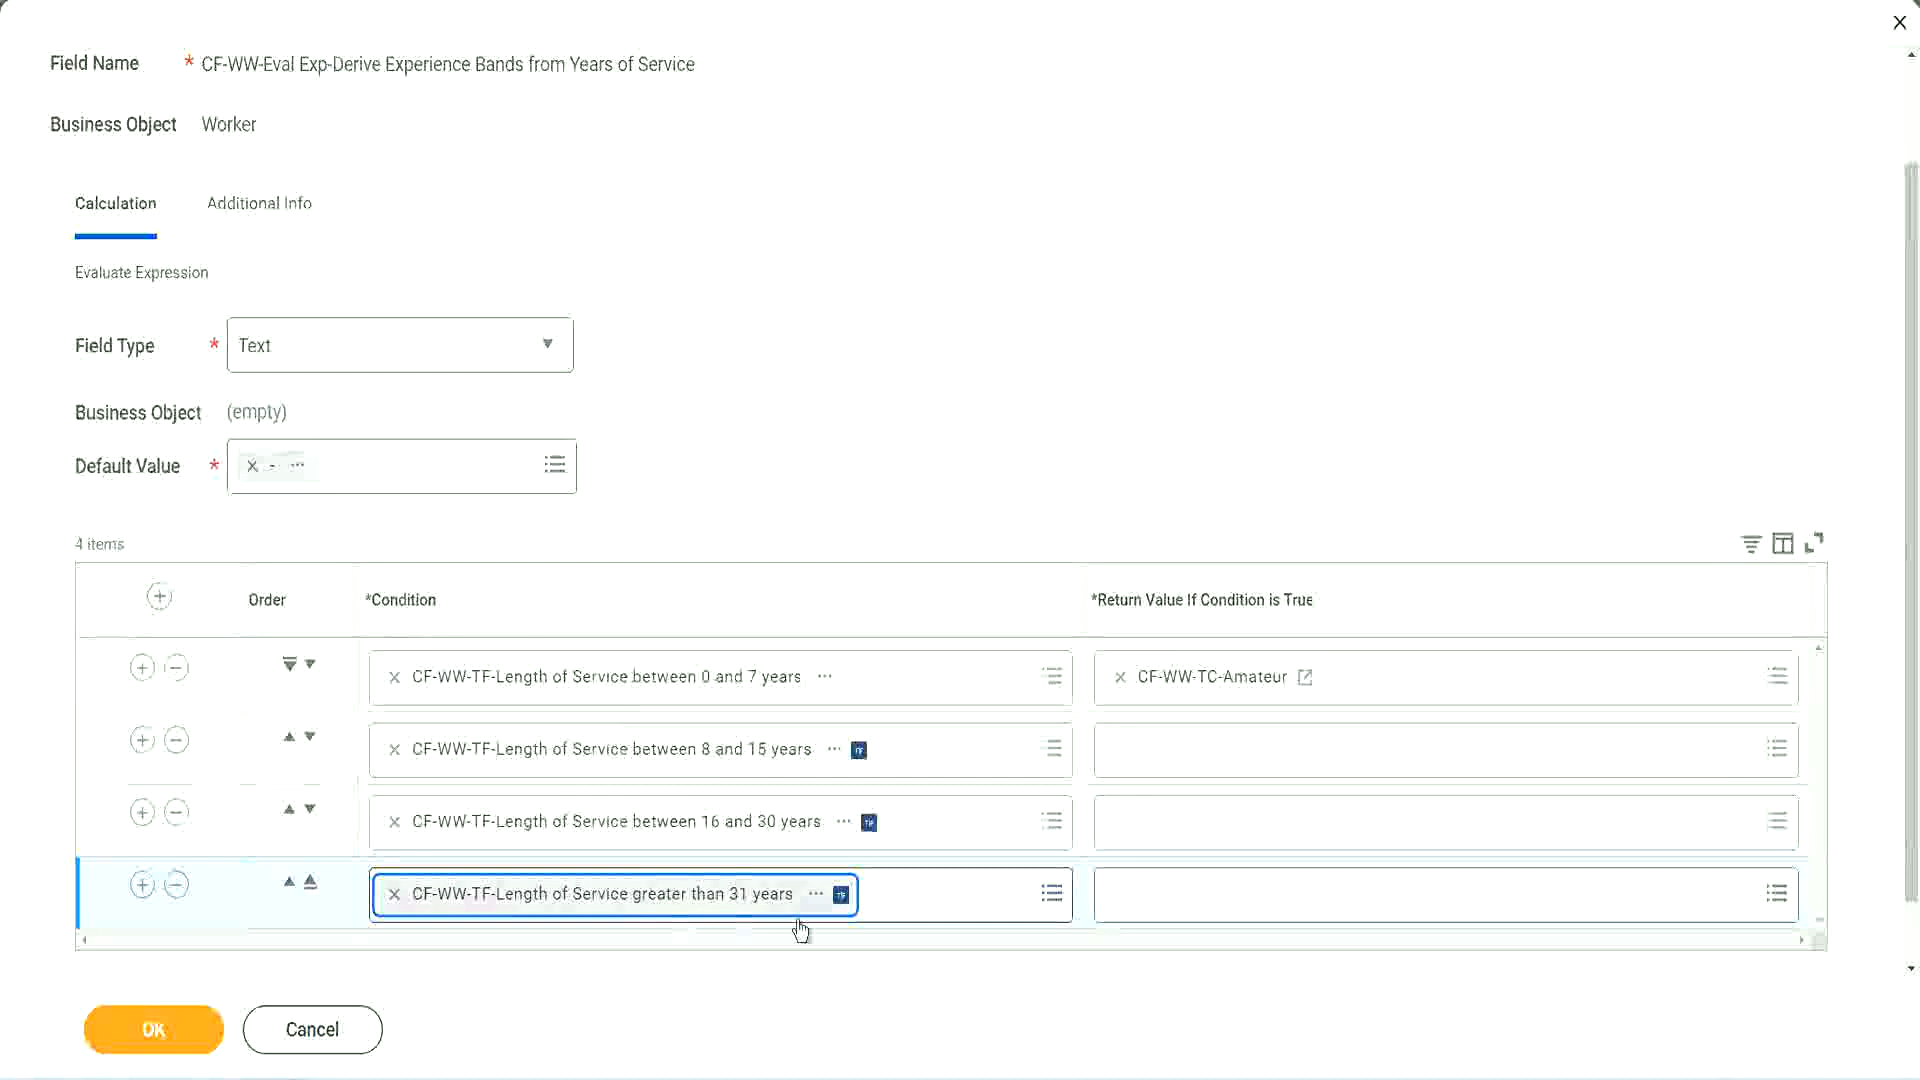 Field Name * CF-WW-Eval Exp-Derive Experience Bands from Years of Service
Business Object Worker
Calculation Additional Info
Evaluate Expression
Field Type * Text
Business Object (empty)
Default Value * -
4 items
Order *Condition *Return Value If Condition is True
CF-WW-TF-Length of Service between 0 and 7 years CF-WW-TC-Amateur
CF-WW-TF-Length of Service between 8 and 15 years
CF-WW-TF-Length of Service between 16 and 30 years
CF-WW-TF-Length of Service greater than 31 years
OK Cancel